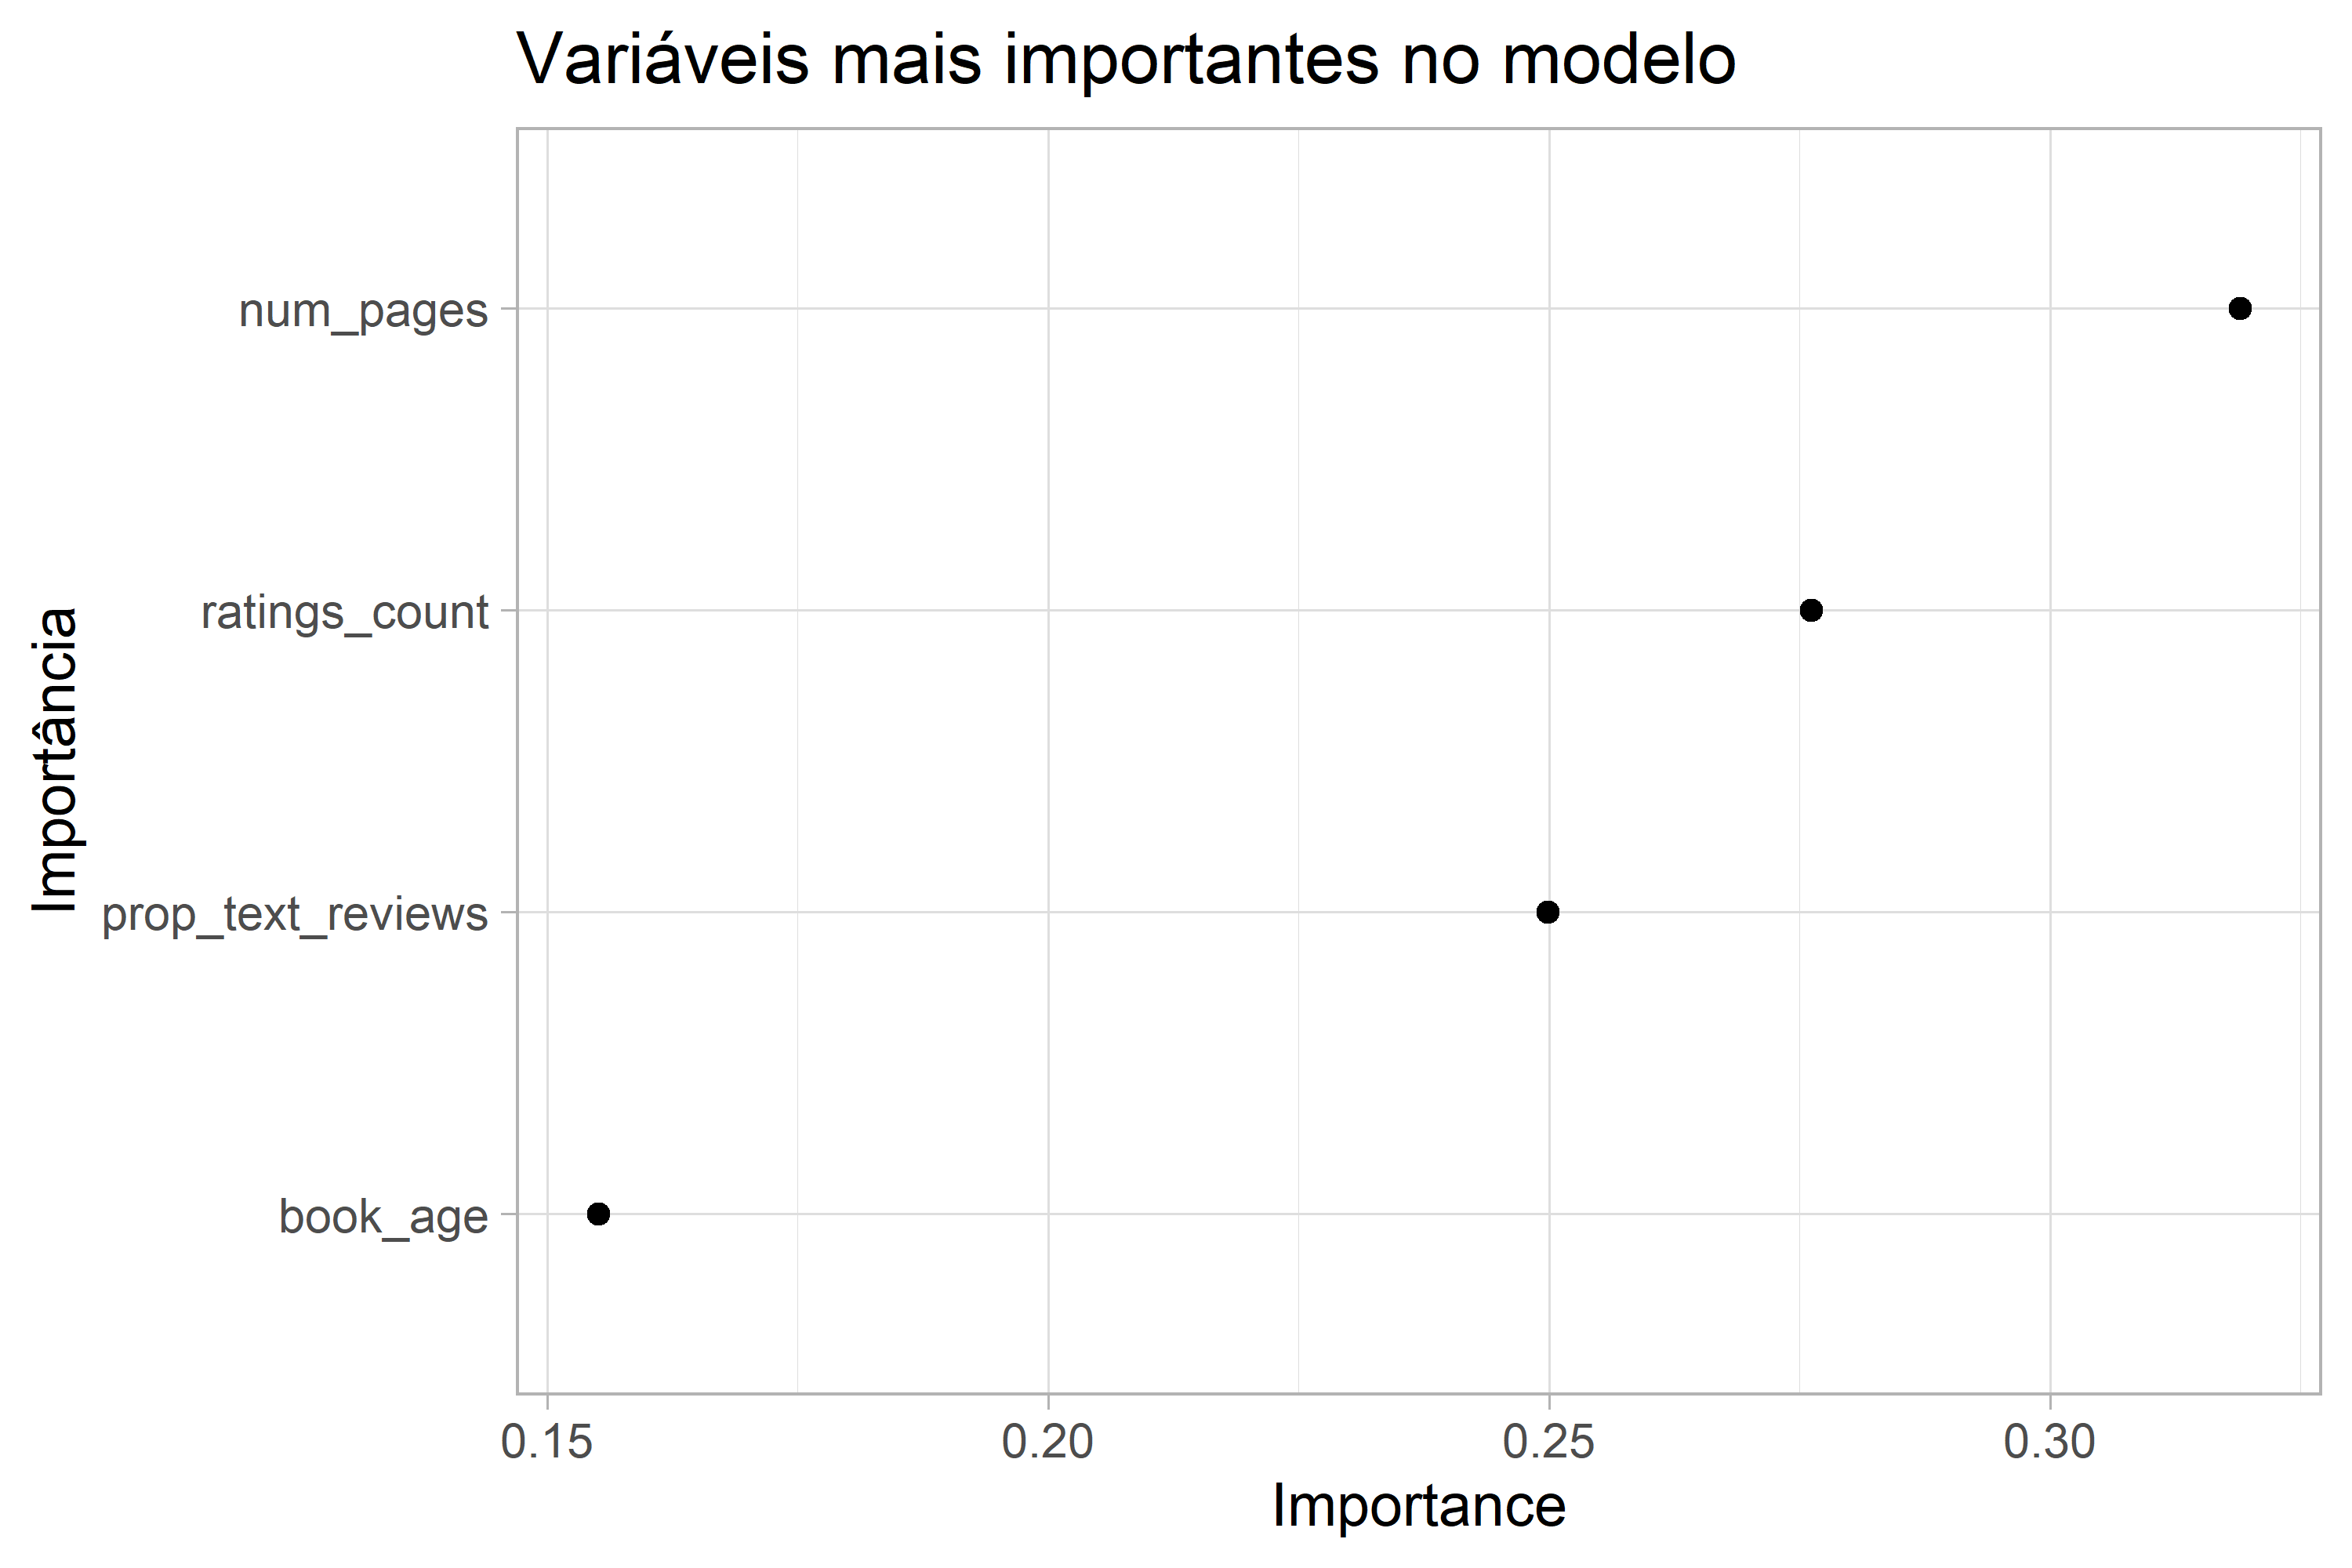 Variáveis mais importantes no modelo
Importância
num_pages
ratings_count
prop_text_reviews
book_age
0.15 0.20 0.25 0.30
Importance